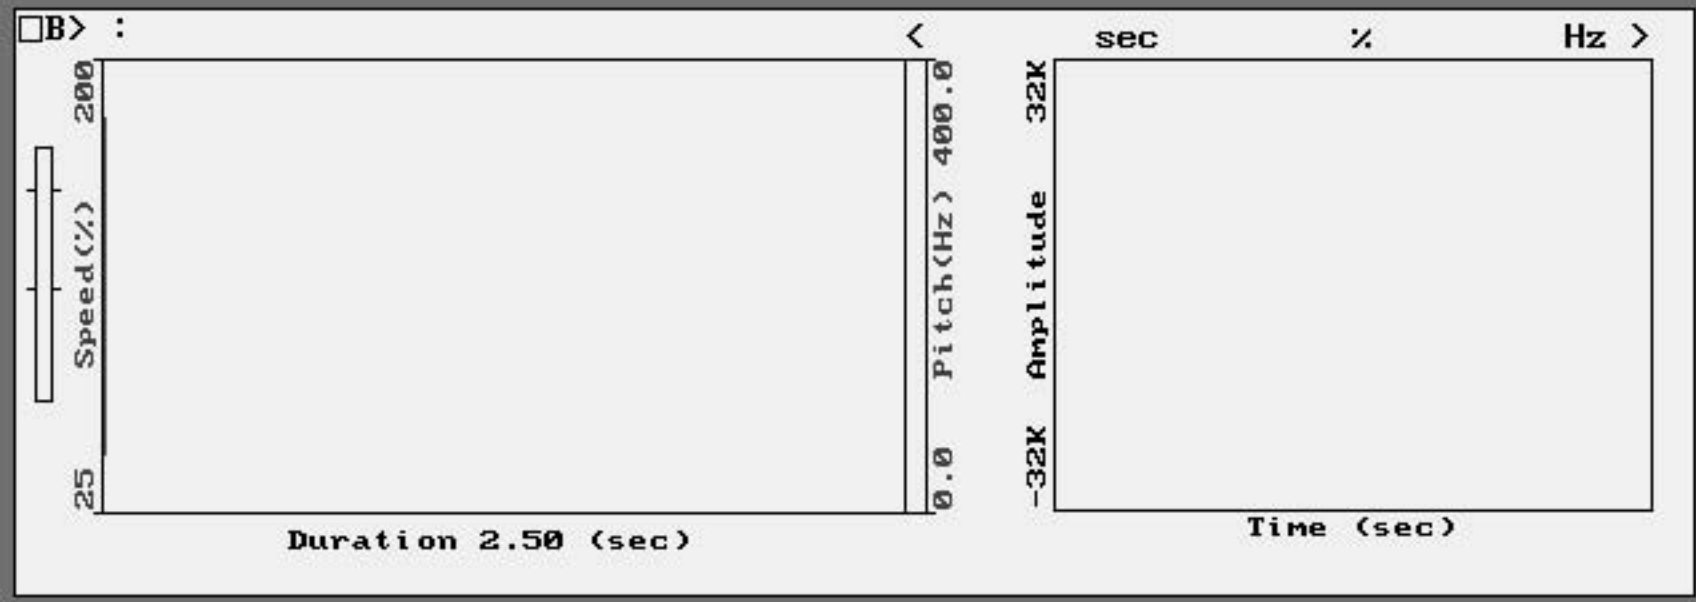 □B> :
< sec % Hz >
200
Speed(%)
25
400.0
Pitch(Hz)
0.0
32K
Amplitude
-32K
Duration 2.50 (sec)
Time (sec)